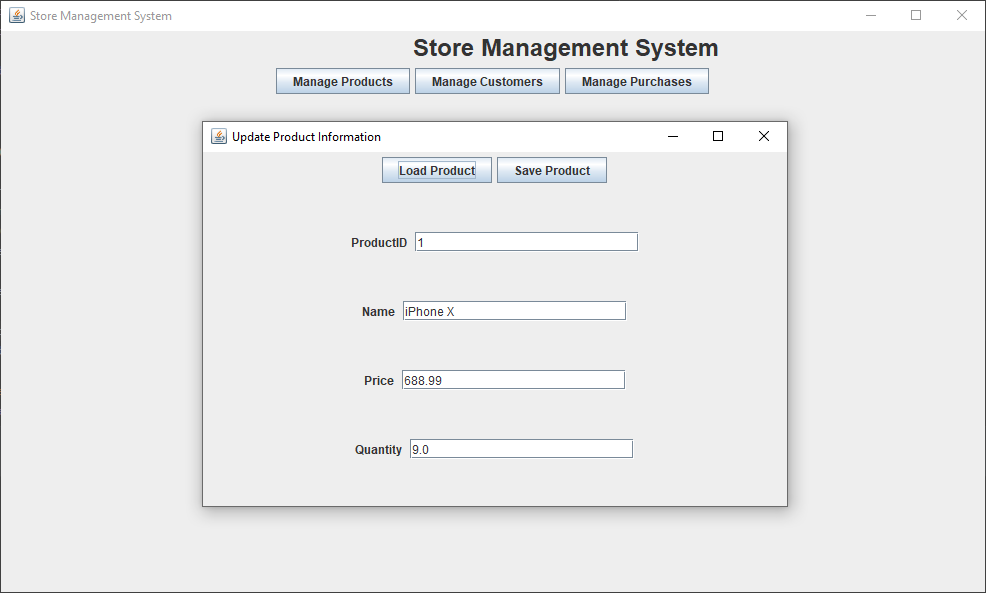 Store Management System
Store Management System
Manage Products Manage Customers Manage Purchases
Update Product Information
Load Product Save Product
ProductID 1
Name iPhone X
Price 688.99
Quantity 9.0